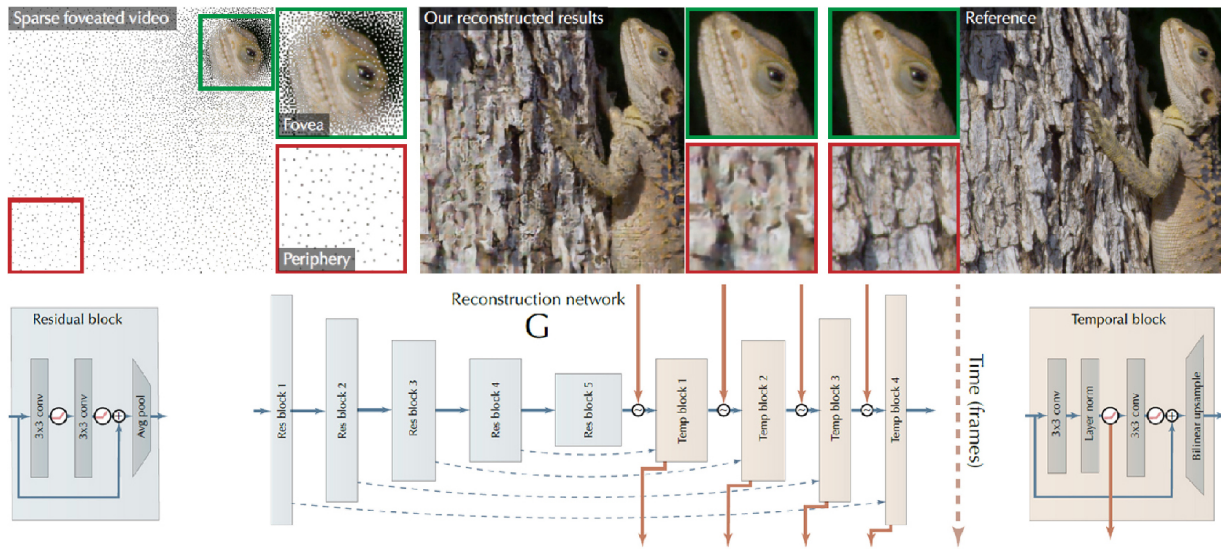 Sparse foveated video
Our reconstructed results
Reference
Fovea
Periphery
Reconstruction network
G
Residual block
3x3 conv
3x3 conv
+
Avg pool
Res block 1
Res block 2
Res block 3
Res block 4
Res block 5
~
Temp block 1
~
Temp block 2
~
Temp block 3
~
Temp block 4
Time (frames)
Temporal block
3x3 conv
Layer norm
3x3 conv
+
Bilinear upsample